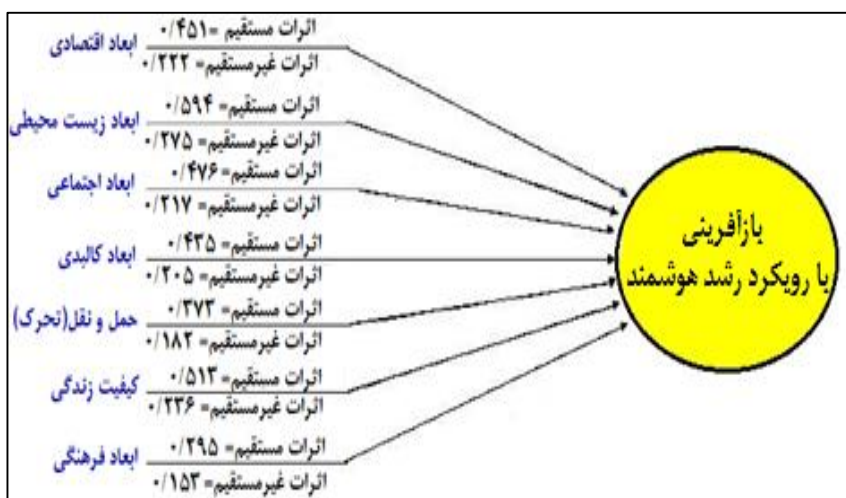 اثرات مستقیم =۰/۴۵۱
ابعاد اقتصادی
اثرات غیرمستقیم= ۰/۲۲۲
اثرات مستقیم= ۰/۵۹۴
ابعاد زیست محیطی
اثرات غیرمستقیم= ۰/۲۷۵
اثرات مستقیم= ۰/۴۷۶
ابعاد اجتماعی
اثرات غیرمستقیم= ۰/۲۱۷
اثرات مستقیم= ۰/۴۳۵
ابعاد کالبدی
اثرات غیرمستقیم= ۰/۲۰۵
اثرات مستقیم= ۰/۳۷۳
حمل و نقل(تحرک)
اثرات غیرمستقیم= ۰/۱۸۲
اثرات مستقیم= ۰/۵۱۳
کیفیت زندگی
اثرات غیرمستقیم= ۰/۲۳۶
اثرات مستقیم= ۰/۲۹۵
ابعاد فرهنگی
اثرات غیرمستقیم= ۰/۱۵۳
بازآفرینی
با رویکرد رشد هوشمند